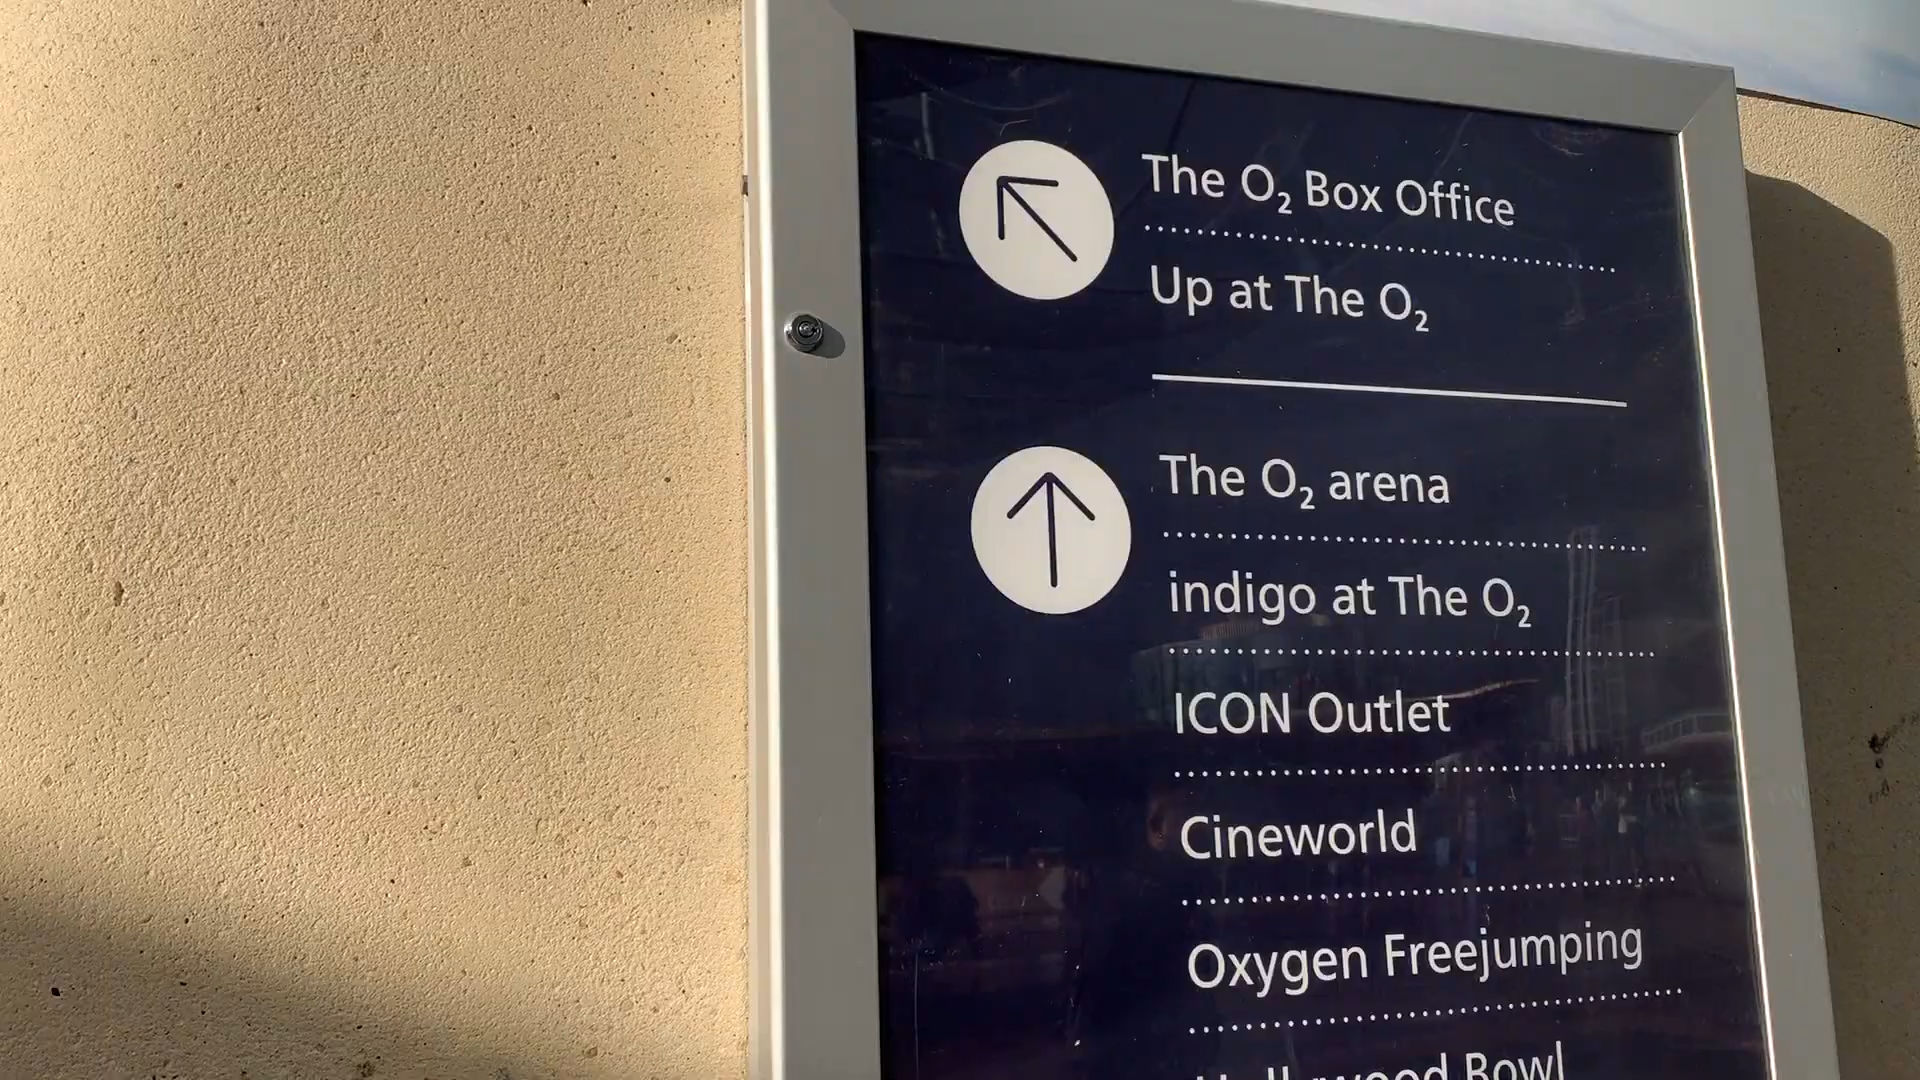 The O₂ Box Office
Up at The O₂
The O₂ arena
indigo at The O₂
ICON Outlet
Cineworld
Oxygen Freejumping
Hollywood Bowl